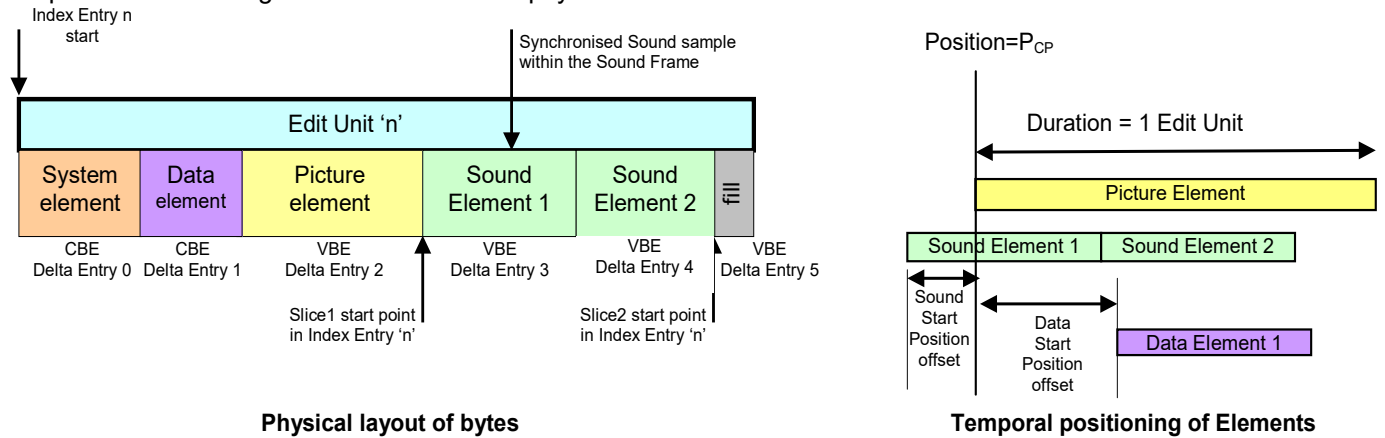 Index Entry n
start
Synchronised Sound sample
within the Sound Frame
Edit Unit ‘n’
System
element
Data
element
Picture
element
Sound
Element 1
Sound
Element 2
fill
CBE
Delta Entry 0
CBE
Delta Entry 1
VBE
Delta Entry 2
VBE
Delta Entry 3
VBE
Delta Entry 4
VBE
Delta Entry 5
Slice1 start point
in Index Entry ‘n’
Slice2 start point
in Index Entry ‘n’
Physical layout of bytes
Position=PCP
Duration = 1 Edit Unit
Picture Element
Sound Element 1
Sound Element 2
Sound
Start
Position
offset
Data
Start
Position
offset
Data Element 1
Temporal positioning of Elements